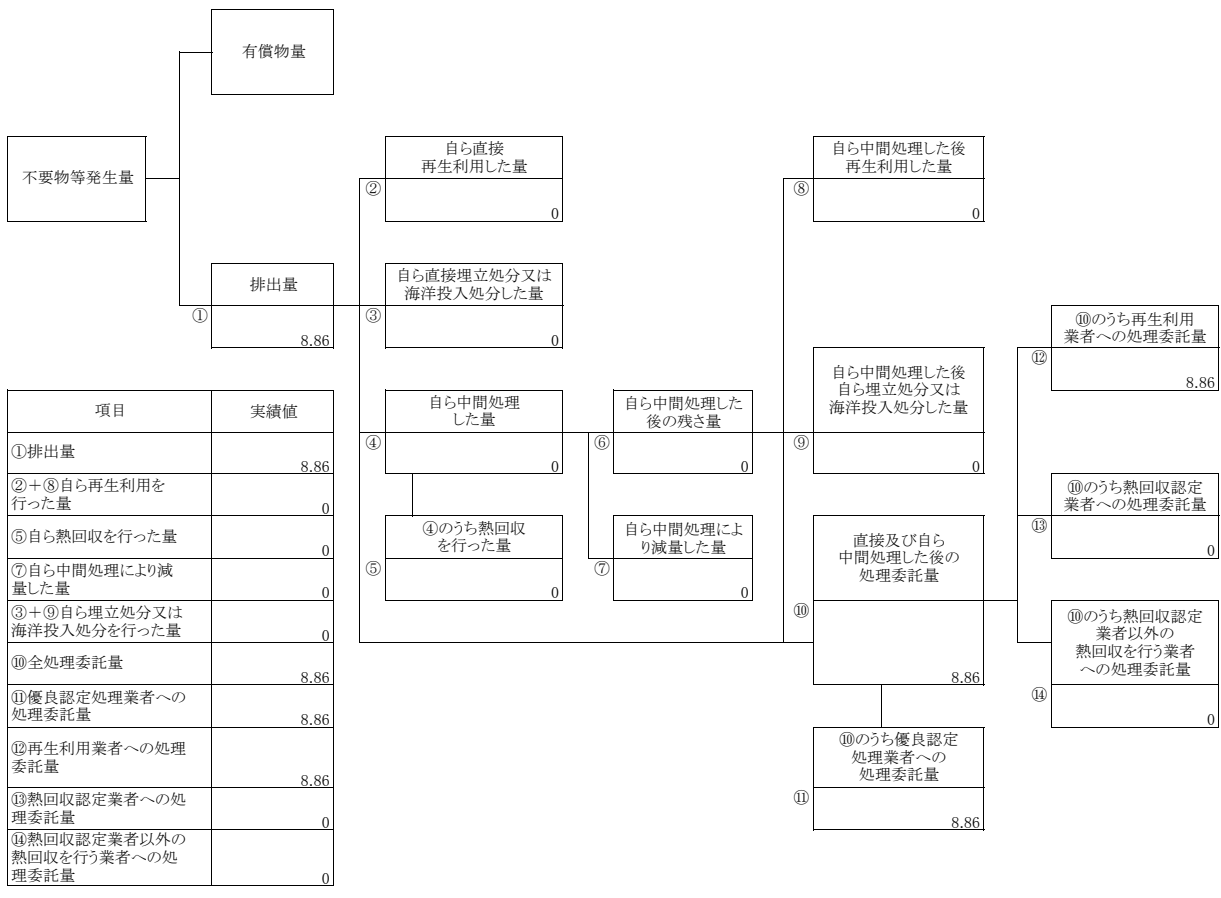 有償物量
不要物等発生量
自ら直接
再生利用した量
②
0
自ら中間処理した後
再生利用した量
⑧
0
排出量
①
8.86
自ら直接埋立処分又は
海洋投入処分した量
③
0
⑩のうち再生利用
業者への処理委託量
⑫
8.86
自ら中間処理した後
自ら埋立処分又は
海洋投入処分した量
⑨
0
自ら中間処理
した量
④
0
自ら中間処理した
後の残さ量
⑥
0
⑩のうち熱回収認定
業者への処理委託量
⑬
0
④のうち熱回収
を行った量
⑤
0
自ら中間処理によ
り減量した量
⑦
0
直接及び自ら
中間処理した後の
処理委託量
⑩
8.86
⑩のうち熱回収認定
業者以外の
熱回収を行う業者
への処理委託量
⑭
0
⑩のうち優良認定
処理業者への
処理委託量
⑪
8.86
項目 実績値
①排出量
8.86
②+⑧自ら再生利用を
行った量
0
⑤自ら熱回収を行った量
0
⑦自ら中間処理により減
量した量
0
③+⑨自ら埋立処分又は
海洋投入処分を行った量
0
⑩全処理委託量
8.86
⑪優良認定処理業者への
処理委託量
8.86
⑫再生利用業者への処理
委託量
8.86
⑬熱回収認定業者への処
理委託量
0
⑭熱回収認定業者以外の
熱回収を行う業者への処
理委託量
0